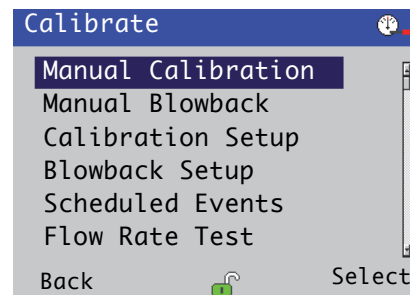 Calibrate
Manual Calibration
Manual Blowback
Calibration Setup
Blowback Setup
Scheduled Events
Flow Rate Test
Back Select